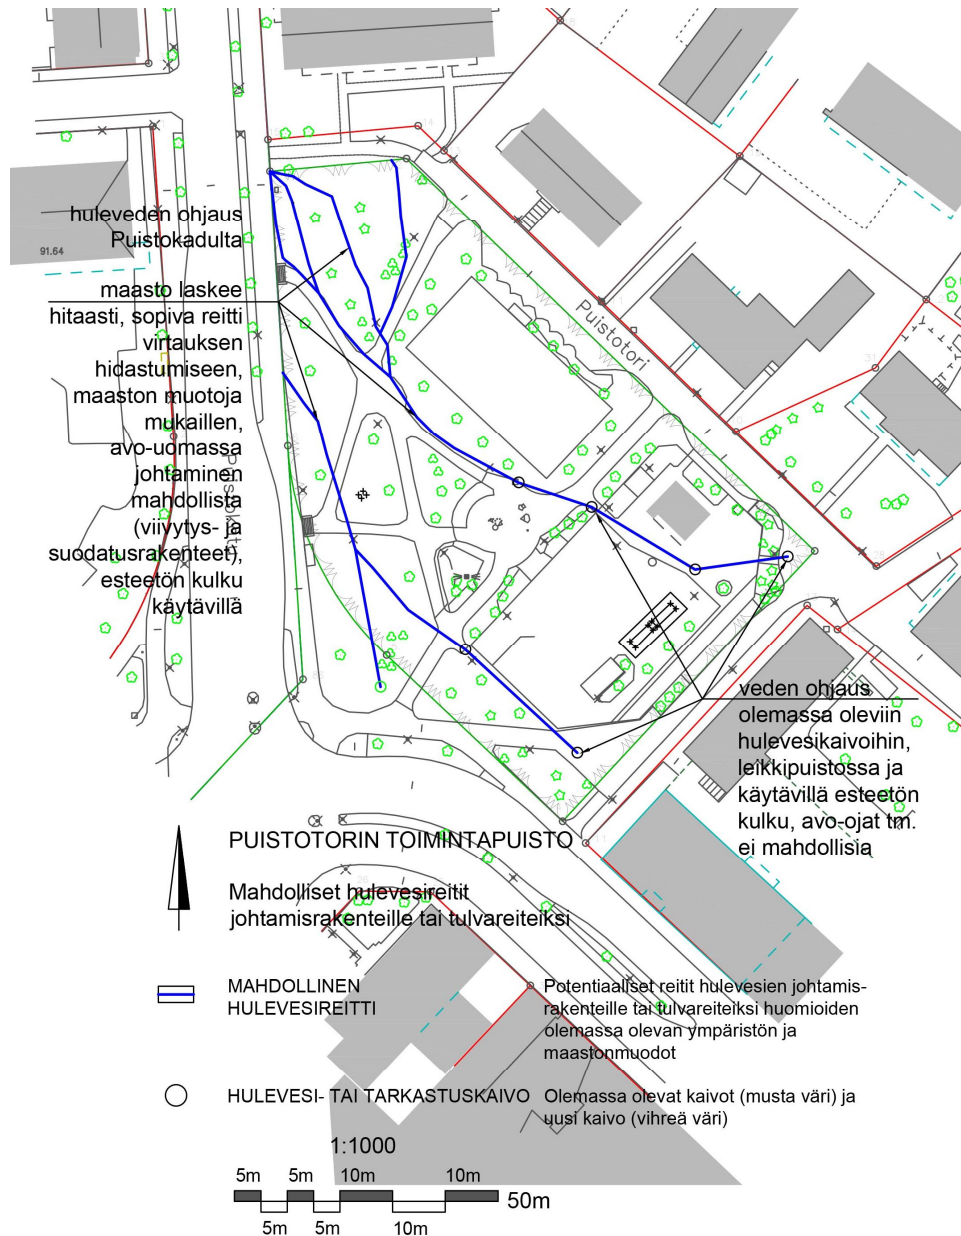 huleveden ohjaus
Puistokadulta
91.64
maasto laskee
hitaasti, sopiva reitti
virtauksen
hidastumiseen,
maaston muotoja
mukaillen,
avo-uomassa
johtaminen
mahdollista
(viivytys- ja
suodatusrakenteet),
esteetön kulku
käytävillä
Puistokatu
Puistotori
veden ohjaus
olemassa oleviin
hulevesikaivoihin,
leikkipuistossa ja
käytävillä esteetön
kulku, avo-ojat tm.
ei mahdollisia
PUISTOTORIN TOIMINTAPUISTO
Mahdolliset hulevesireitit
johtamisrakenteille tai tulvareiteiksi
MAHDOLLINEN
HULEVESIREITTI
Potentiaaliset reitit hulevesien johtamis-
rakenteille tai tulvareiteiksi huomioiden
olemassa olevan ympäristön ja
maastonmuodot
HULEVESI- TAI TARKASTUSKAIVO
Olemassa olevat kaivot (musta väri) ja
uusi kaivo (vihreä väri)
1:1000
5m 5m 10m 10m
50m
5m 5m 10m